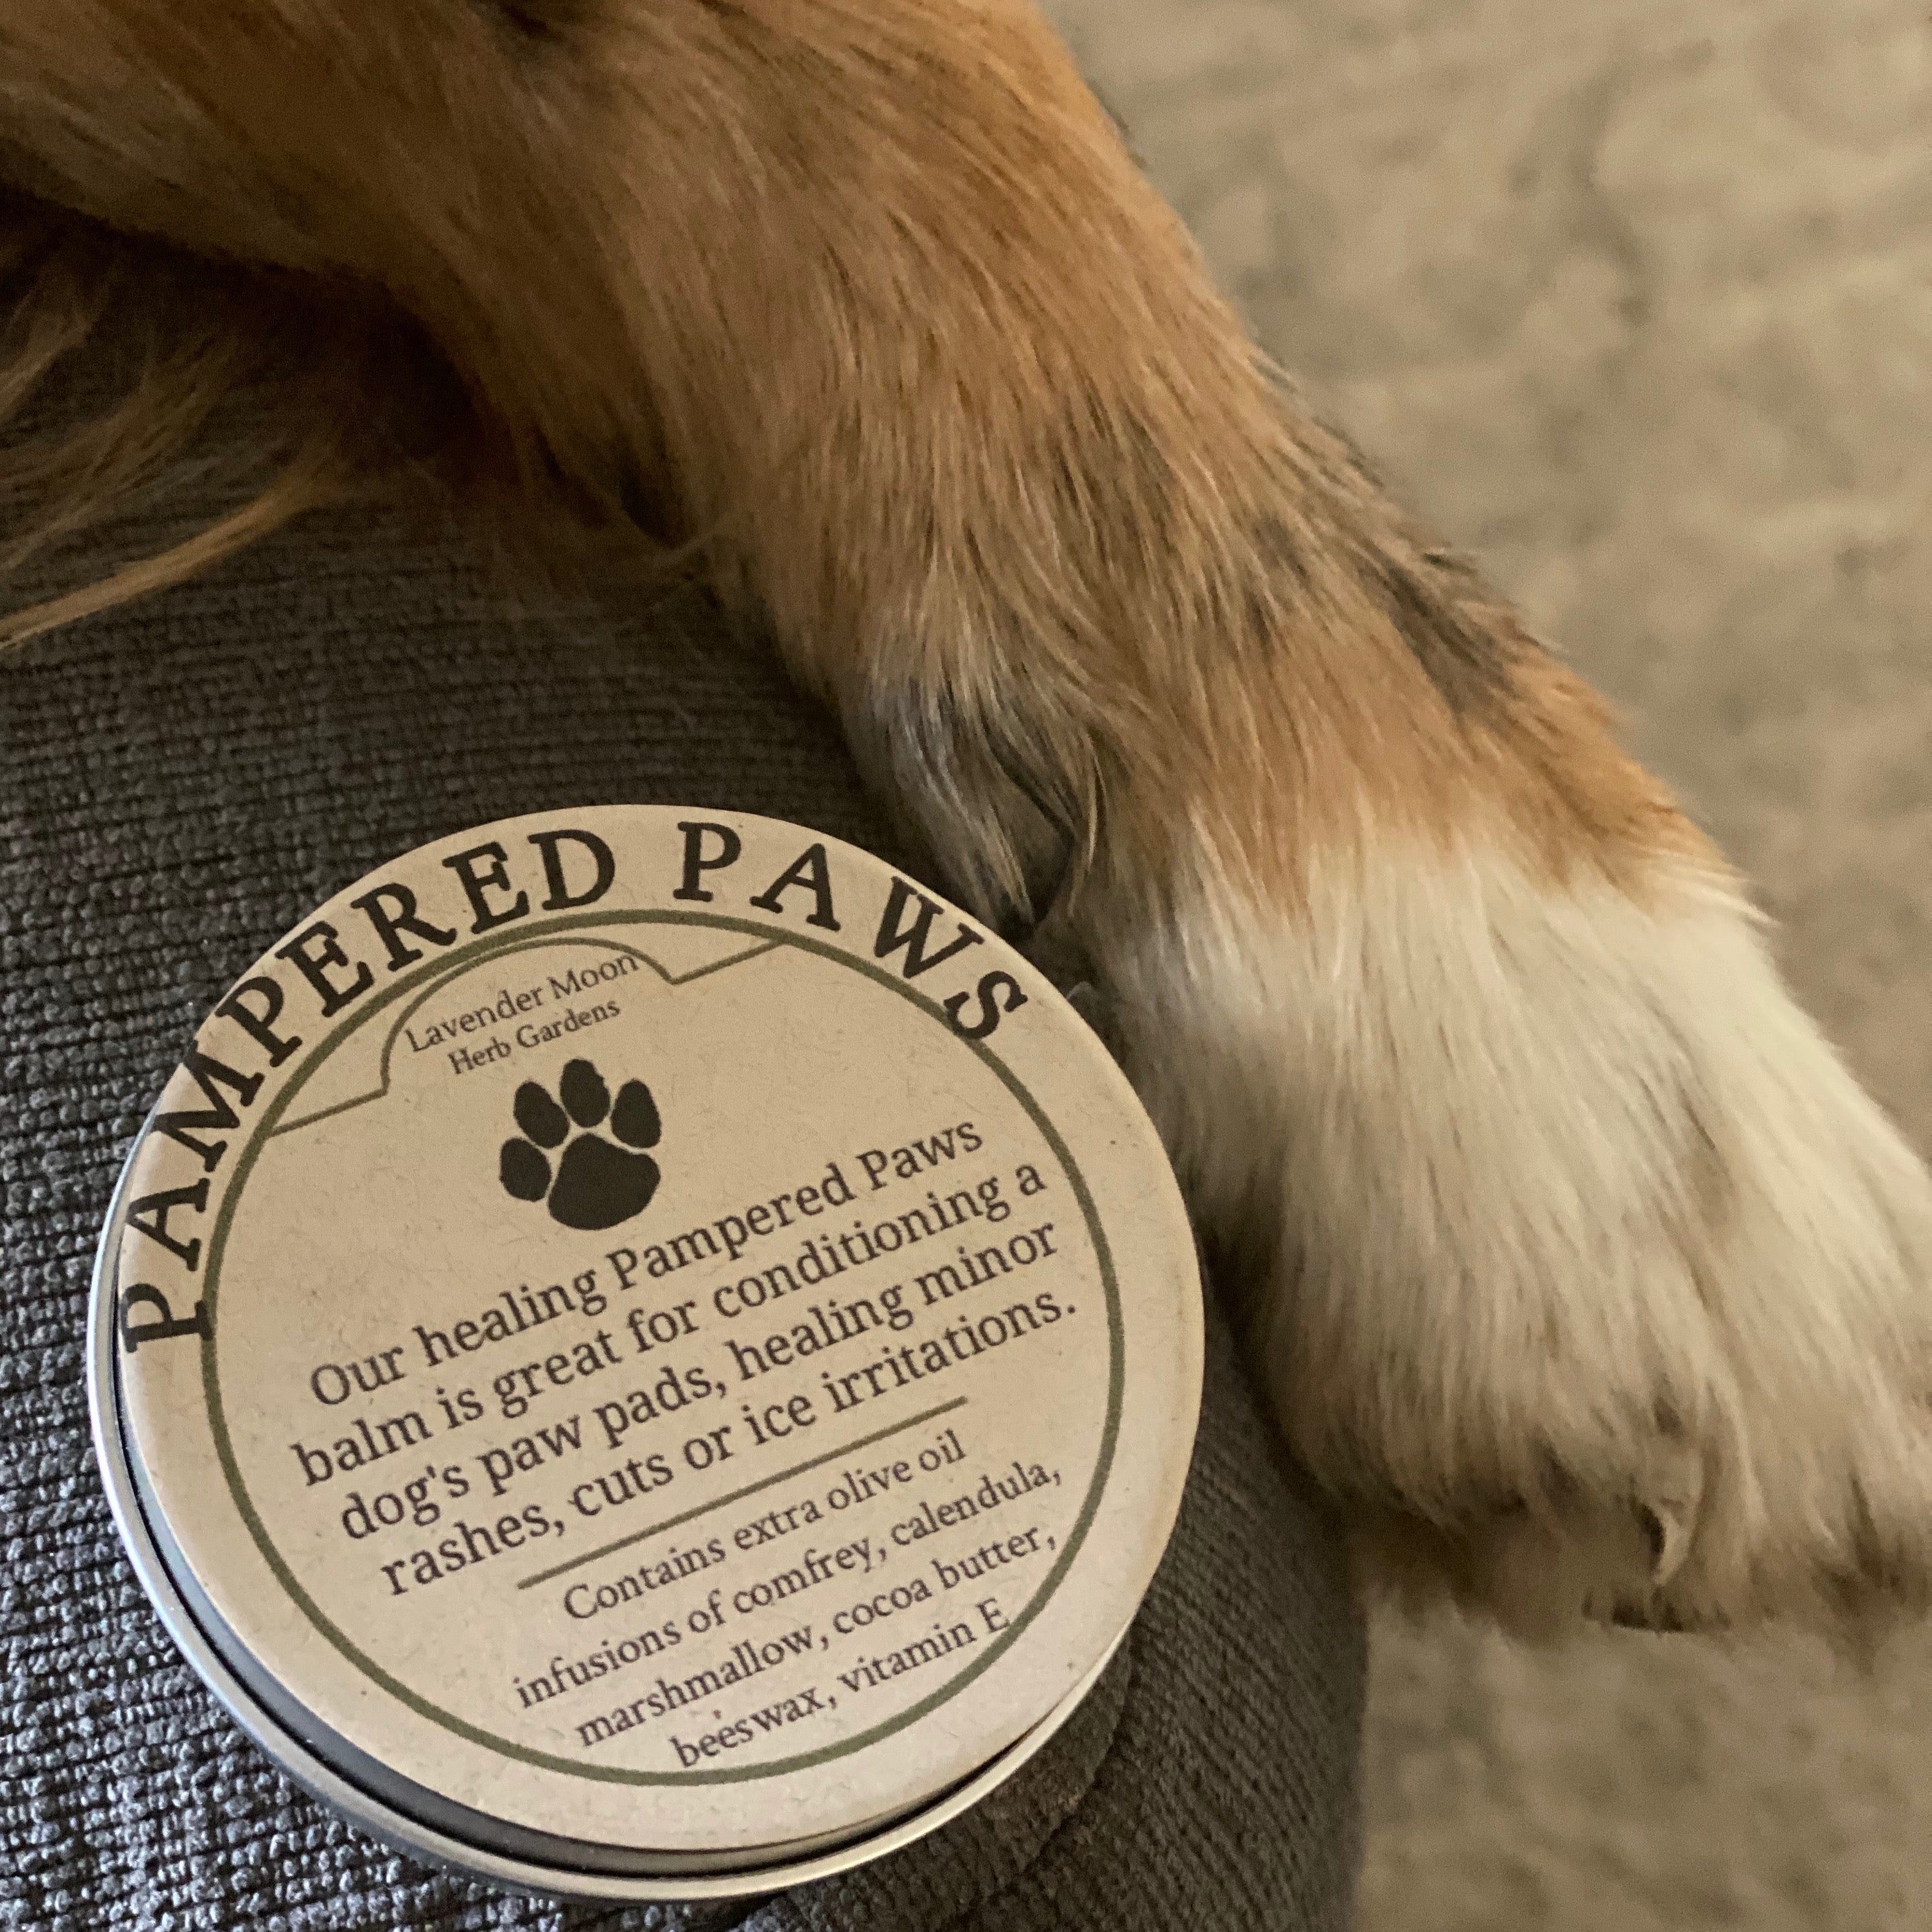 PAMPERED PAWS
Lavender Moon
Herb Gardens
Our healing Pampered Paws
balm is great for conditioning a
dog's paw pads, healing minor
rashes, cuts or ice irritations.
Contains extra olive oil
infusions of comfrey, calendula,
marshmallow, cocoa butter,
beeswax, vitamin E